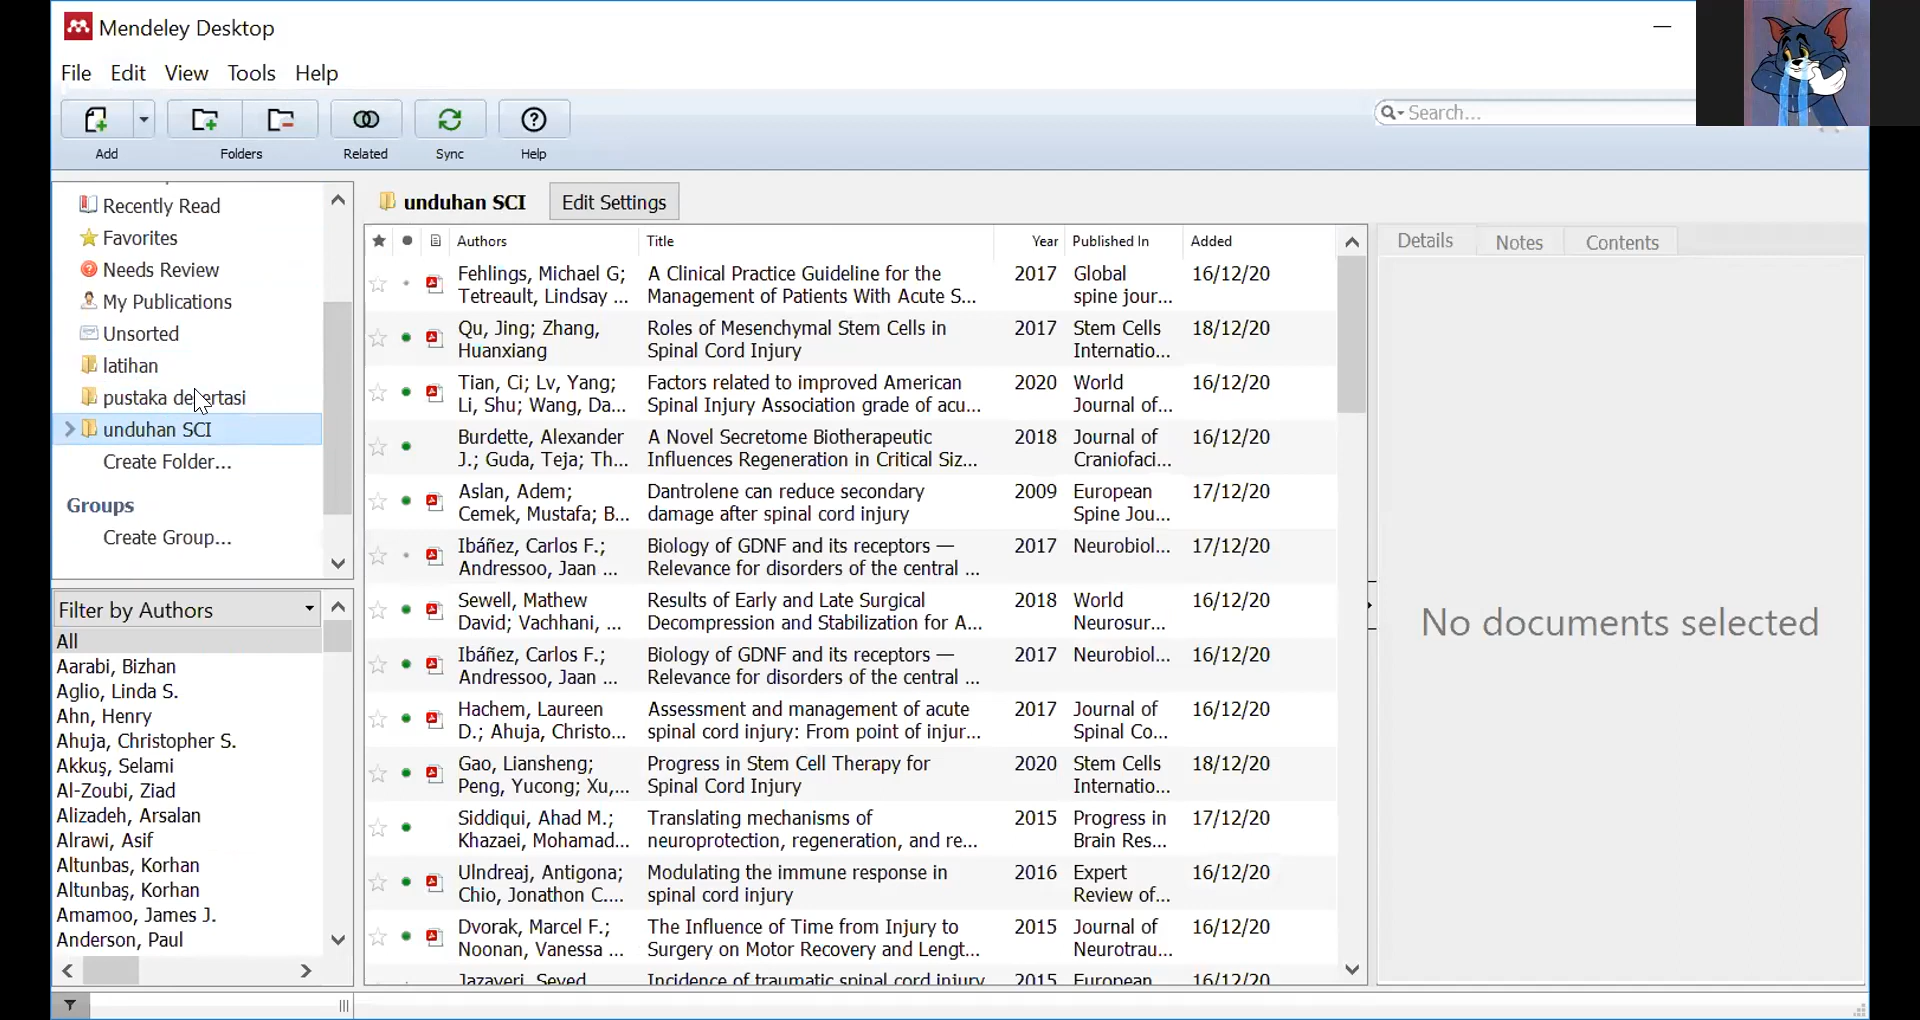 Mendeley Desktop
File Edit View Tools Help
Add Folders Related Sync Help
Search...
Recently Read
Favorites
Needs Review
My Publications
Unsorted
latihan
pustaka
unduhan SCI
Create Folder...
Groups
Create Group...
Filter by Authors
All
Aarabi, Bizhan
Aglio, Linda S.
Ahn, Henry
Ahuja, Christopher S.
Akkuş, Selami
Al-Zoubi, Ziad
Alizadeh, Arsalan
Alrawi, Asif
Altunbas, Korhan
Altunbaş, Korhan
Amamoo, James J.
Anderson, Paul
unduhan SCI Edit Settings
Authors Title Year Published In Added
Fehlings, Michael G; A Clinical Practice Guideline for the 2017 Global 16/12/20
Tetreault, Lindsay ... Management of Patients With Acute S... spine jour...
Qu, Jing; Zhang, Roles of Mesenchymal Stem Cells in 2017 Stem Cells 18/12/20
Huanxiang Spinal Cord Injury Internatio...
Tian, Ci; Lv, Yang; Factors related to improved American 2020 World 16/12/20
Li, Shu; Wang, Da... Spinal Injury Association grade of acu... Journal of...
Burdette, Alexander A Novel Secretome Biotherapeutic 2018 Journal of 16/12/20
J.; Guda, Teja; Th... Influences Regeneration in Critical Siz... Craniofaci...
Aslan, Adem; Dantrolene can reduce secondary 2009 European 17/12/20
Cemek, Mustafa; B... damage after spinal cord injury Spine Jou...
Ibáñez, Carlos F.; Biology of GDNF and its receptors — 2017 Neurobiol... 17/12/20
Andressoo, Jaan ... Relevance for disorders of the central ...
Sewell, Mathew Results of Early and Late Surgical 2018 World 16/12/20
David; Vachhani, ... Decompression and Stabilization for A... Neurosur...
Ibáñez, Carlos F.; Biology of GDNF and its receptors — 2017 Neurobiol... 16/12/20
Andressoo, Jaan ... Relevance for disorders of the central ...
Hachem, Laureen Assessment and management of acute 2017 Journal of 16/12/20
D.; Ahuja, Christo... spinal cord injury: From point of injur... Spinal Co...
Gao, Liansheng; Progress in Stem Cell Therapy for 2020 Stem Cells 18/12/20
Peng, Yucong; Xu,... Spinal Cord Injury Internatio...
Siddiqui, Ahad M.; Translating mechanisms of 2015 Progress in 17/12/20
Khazaei, Mohamad... neuroprotection, regeneration, and re... Brain Res...
Ulndreaj, Antigona; Modulating the immune response in 2016 Expert 16/12/20
Chio, Jonathon C.... spinal cord injury Review of...
Dvorak, Marcel F.; The Influence of Time from Injury to 2015 Journal of 16/12/20
Noonan, Vanessa ... Surgery on Motor Recovery and Lengt... Neurotrau...
Jazayeri, Seyed Incidence of traumatic spinal cord injury 2015 European 16/12/20
Details Notes Contents
No documents selected